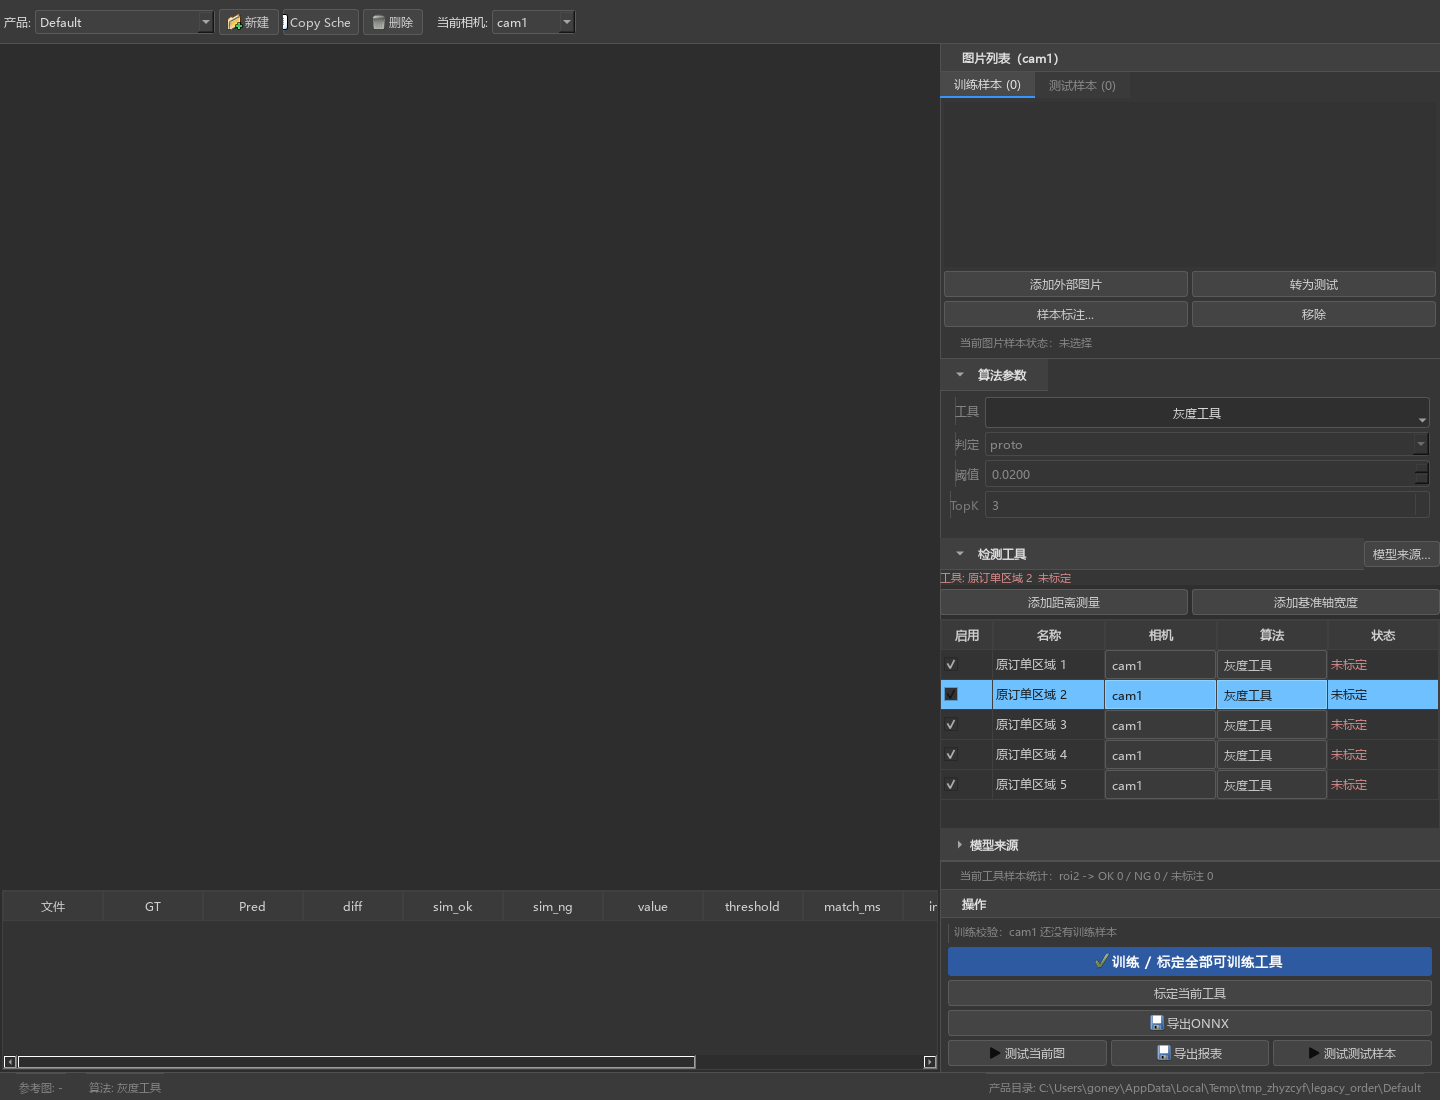 产品: Default 新建 Copy Sche 删除 当前相机: cam1
图片列表（cam1）
训练样本 (0) 测试样本 (0)
添加外部图片 转为测试
样本标注... 移除
当前图片样本状态：未选择
算法参数
工具 灰度工具
判定 proto
阈值 0.0200
TopK 3
检测工具 模型来源...
工具: 原订单区域 2 未标定
添加距离测量 添加基准轴宽度
启用 名称 相机 算法 状态
原订单区域 1 cam1 灰度工具 未标定
原订单区域 2 cam1 灰度工具 未标定
原订单区域 3 cam1 灰度工具 未标定
原订单区域 4 cam1 灰度工具 未标定
原订单区域 5 cam1 灰度工具 未标定
模型来源
当前工具样本统计：roi2 -> OK 0 / NG 0 / 未标注 0
文件 GT Pred diff sim_ok sim_ng value threshold match_ms
操作
训练校验：cam1 还没有训练样本
训练 / 标定全部可训练工具
标定当前工具
导出ONNX
测试当前图 导出报表 测试测试样本
参考图: - 算法: 灰度工具 产品目录: C:\Users\goney\AppData\Local\Temp\tmp_zhyzcyf\legacy_order\Default